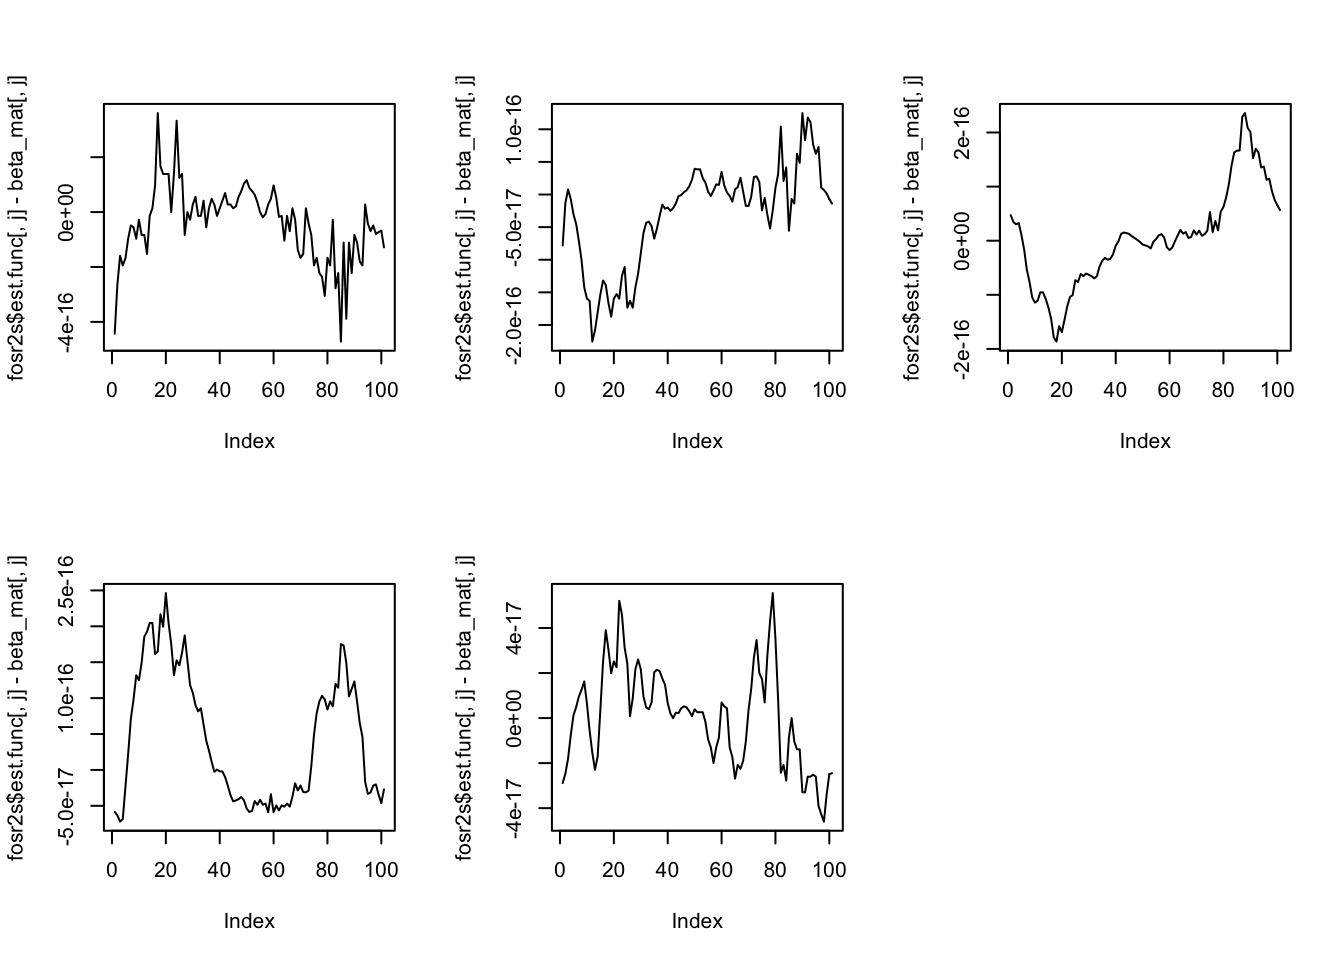 fosr2s$est.func[, j] - beta_mat[, j]
-4e-16 0e+00
0 20 40 60 80 100
Index
fosr2s$est.func[, j] - beta_mat[, j]
-2.0e-16 -5.0e-17 1.0e-16
0 20 40 60 80 100
Index
fosr2s$est.func[, j] - beta_mat[, j]
-2e-16 0e+00 2e-16
0 20 40 60 80 100
Index
fosr2s$est.func[, j] - beta_mat[, j]
-5.0e-17 1.0e-16 2.5e-16
0 20 40 60 80 100
Index
fosr2s$est.func[, j] - beta_mat[, j]
-4e-17 0e+00 4e-17
0 20 40 60 80 100
Index